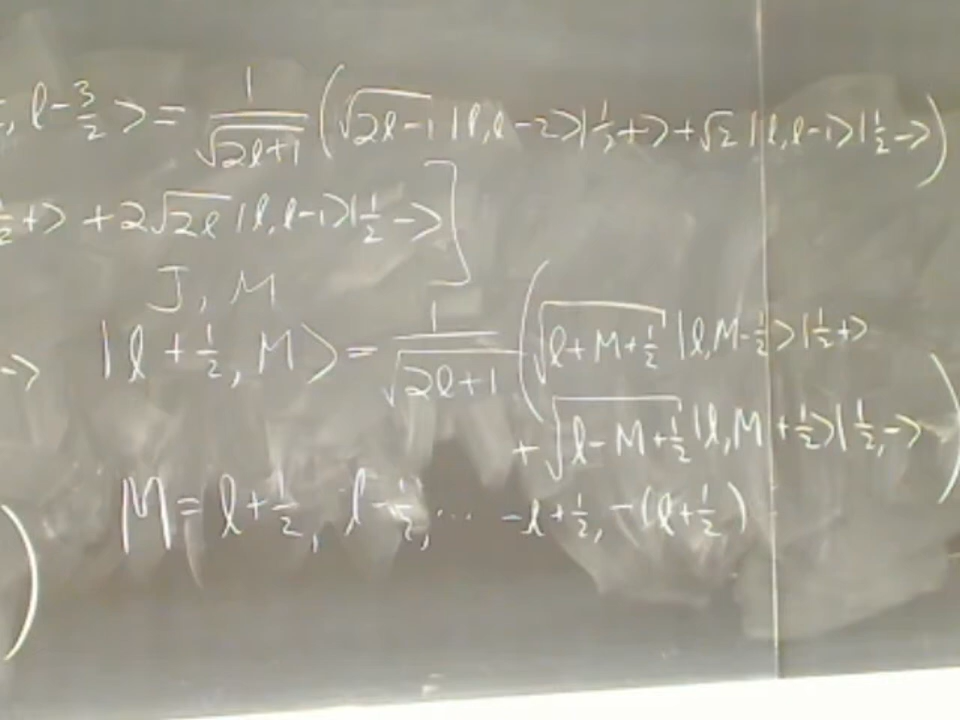 , l - 3/2 > = 1/√(2l+1) ( √(2l-1) |l, l-2>|1/2 +> + √2 |l, l-1>|1/2 -> )
1/2 +> + 2√(2l) |l, l-1>|1/2 -> ]
J, M
-> |l + 1/2, M> = 1/√(2l+1) ( √(l+M+1/2) |l, M-1/2>|1/2 +>
+ √(l-M+1/2) |l, M+1/2>|1/2, -> )
) M = l+1/2, l-1/2, ... -l+1/2, -(l+1/2)